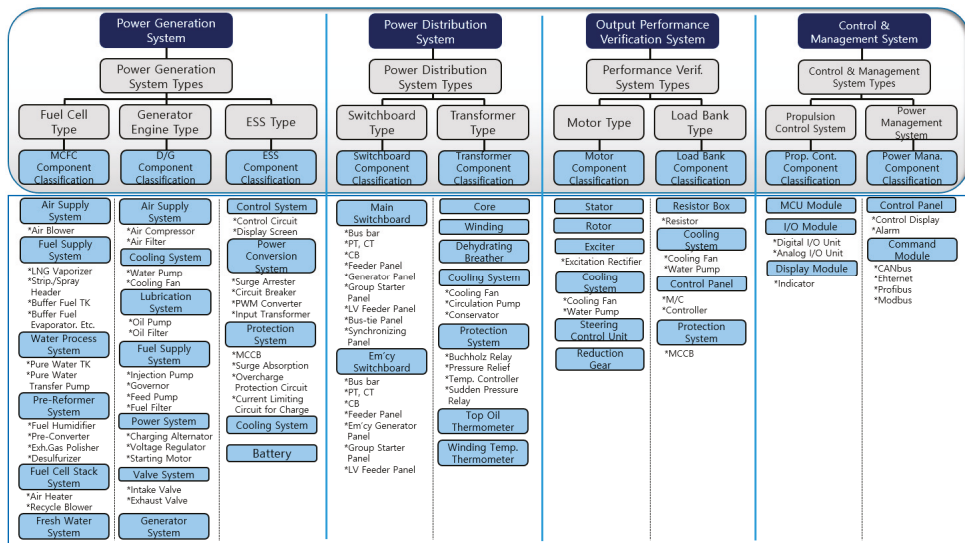 Power Generation
System
Power Generation
System Types
Fuel Cell
Type
Generator
Engine Type
ESS Type
MCFC
Component
Classification
D/G
Component
Classification
ESS
Component
Classification
Air Supply
System
*Air Blower
Fuel Supply
System
*LNG Vaporizer
*Strip./Spray
Header
*Buffer Fuel TK
*Buffer Fuel
Evaporator. Etc.
Water Process
System
*Pure Water TK
*Pure Water
Transfer Pump
Pre-Reformer
System
*Fuel Humidifier
*Pre-Converter
*Exh.Gas Polisher
*Desulfurizer
Fuel Cell Stack
System
*Air Heater
*Recycle Blower
Fresh Water
System
Air Supply
System
*Air Compressor
*Air Filter
Cooling System
*Water Pump
*Cooling Fan
Lubrication
System
*Oil Pump
*Oil Filter
Fuel Supply
System
*Injection Pump
*Governor
*Feed Pump
*Fuel Filter
Power System
*Charging Alternator
*Voltage Regulator
*Starting Motor
Valve System
*Intake Valve
*Exhaust Valve
Generator
System
Control System
*Control Circuit
*Display Screen
Power
Conversion
System
*Surge Arrester
*Circuit Breaker
*PWM Converter
*Input Transformer
Protection
System
*MCCB
*Surge Absorption
*Overcharge
Protection Circuit
*Current Limiting
Circuit for Charge
Cooling System
Battery
Power Distribution
System
Power Distribution
System Types
Switchboard
Type
Transformer
Type
Switchboard
Component
Classification
Transformer
Component
Classification
Main
Switchboard
*Bus bar
*PT, CT
*CB
*Feeder Panel
*Generator Panel
*Group Starter
Panel
*LV Feeder Panel
*Bus-tie Panel
*Synchronizing
Panel
Em'cy
Switchboard
*Bus bar
*PT, CT
*CB
*Feeder Panel
*Em'cy Generator
Panel
*Group Starter
Panel
*LV Feeder Panel
Core
Winding
Dehydrating
Breather
Cooling System
*Cooling Fan
*Circulation Pump
*Conservator
Protection
System
*Buchholz Relay
*Pressure Relief
*Temp. Controller
*Sudden Pressure
Relay
Top Oil
Thermometer
Winding Temp.
Thermometer
Output Performance
Verification System
Performance Verif.
System Types
Motor Type
Load Bank
Type
Motor
Component
Classification
Load Bank
Component
Classification
Stator
Rotor
Exciter
*Excitation Rectifier
Cooling
System
*Cooling Fan
*Water Pump
Steering
Control Unit
Reduction
Gear
Resistor Box
*Resistor
Cooling
System
*Cooling Fan
*Water Pump
Control Panel
*M/C
*Controller
Protection
System
*MCCB
Control &
Management System
Control & Management
System Types
Propulsion
Control System
Power
Management
System
Prop. Cont.
Component
Classification
Power Mana.
Component
Classification
MCU Module
I/O Module
*Digital I/O Unit
*Analog I/O Unit
Display Module
*Indicator
Control Panel
*Control Display
*Alarm
Command
Module
*CANbus
*Ehternet
*Profibus
*Modbus